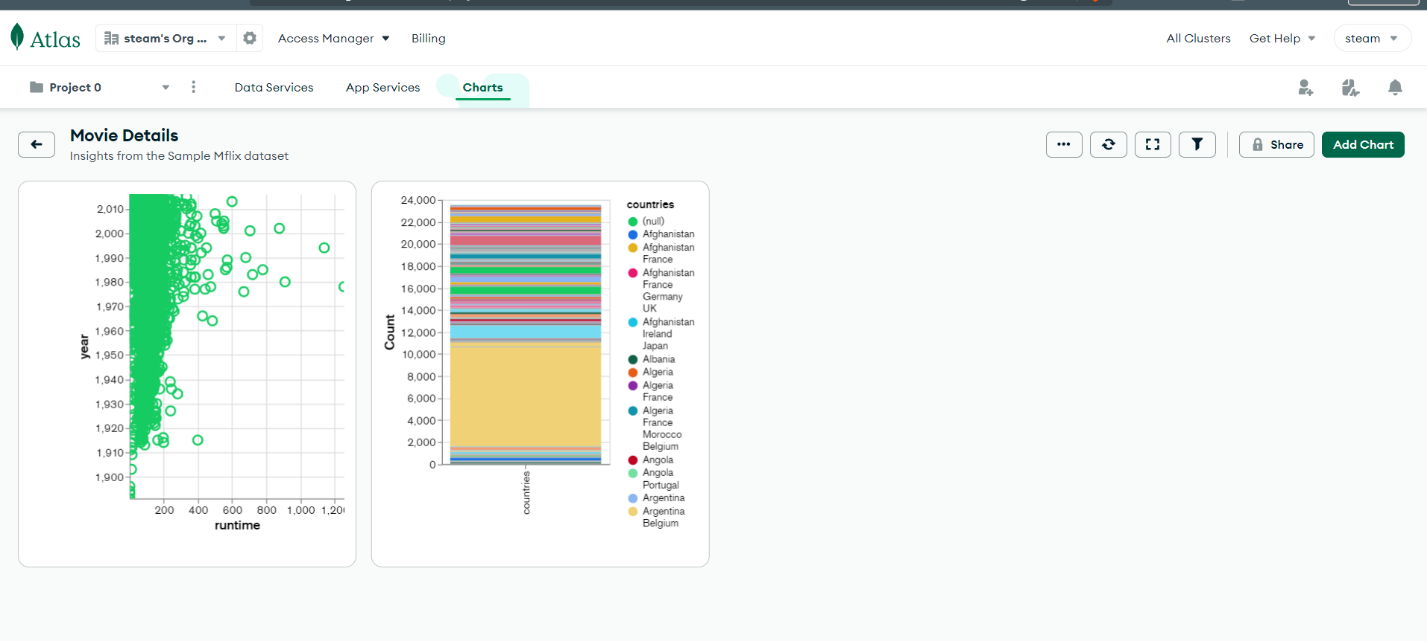 Atlas
steam's Org ...
Access Manager
Billing
All Clusters
Get Help
steam
Project 0
Data Services
App Services
Charts
Movie Details
Insights from the Sample Mflix dataset
Share
Add Chart
2,010
2,000
1,990
1,980
1,970
1,960
1,950
1,940
1,930
1,920
1,910
1,900
year
200 400 600 800 1,000
runtime
24,000
22,000
20,000
18,000
16,000
14,000
12,000
10,000
8,000
6,000
4,000
2,000
0
Count
countries
countries
(null)
Afghanistan
Afghanistan
France
Afghanistan
France
Germany
UK
Afghanistan
Ireland
Japan
Albania
Algeria
Algeria
France
Algeria
France
Morocco
Belgium
Angola
Angola
Portugal
Argentina
Argentina
Belgium